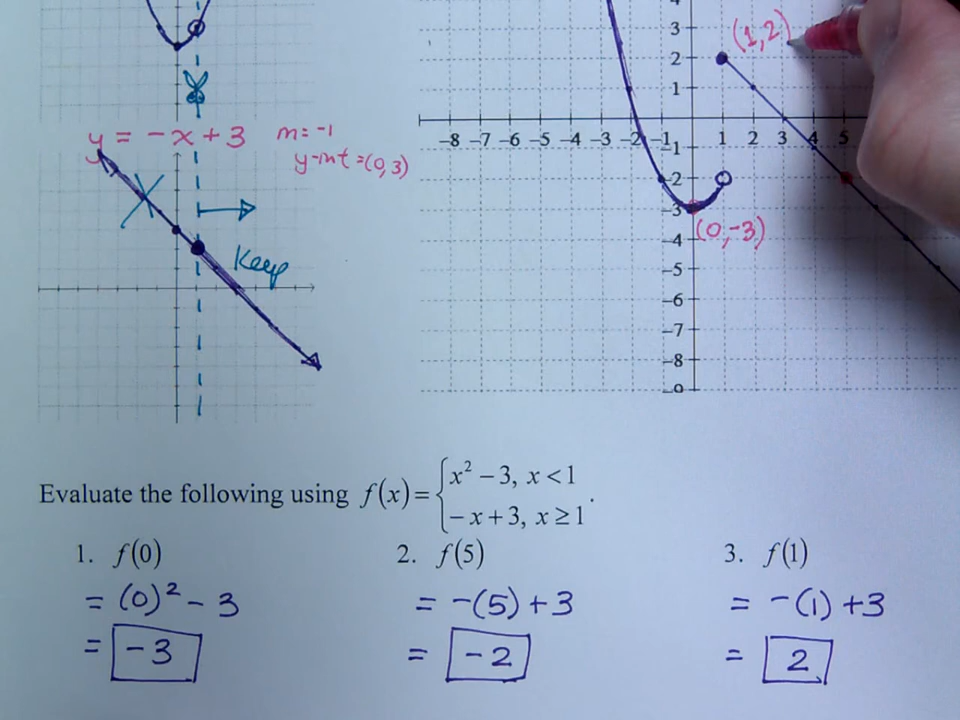 y = -x + 3 m = -1
y-int = (0, 3)
Keep
4
3
2
1
(1,2)
-8 -7 -6 -5 -4 -3 -2 -1 1 2 3 4 5
-1
-2
-3
(0,-3)
-4
-5
-6
-7
-8
-9
Evaluate the following using f(x) = { x² − 3, x < 1
−x + 3, x ≥ 1 .
1. f(0) 2. f(5) 3. f(1)
= (0)² - 3 = -(5) + 3 = -(1) + 3
= -3 = -2 = 2